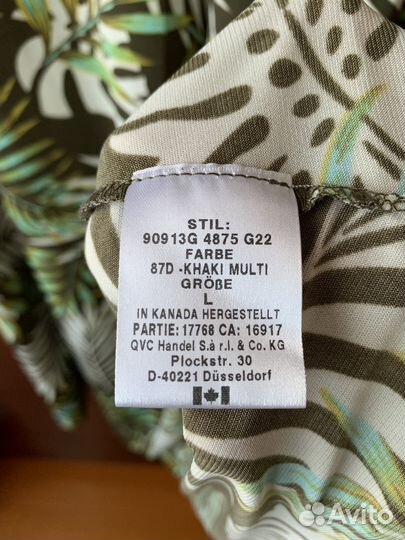 STIL:
90913G 4875 G22
FARBE
87D -KHAKI MULTI
GRÖßE
L
IN KANADA HERGESTELLT
PARTIE: 17768 CA: 16917
QVC Handel S.à r.l. & Co. KG
Plockstr. 30
D-40221 Düsseldorf
Avito